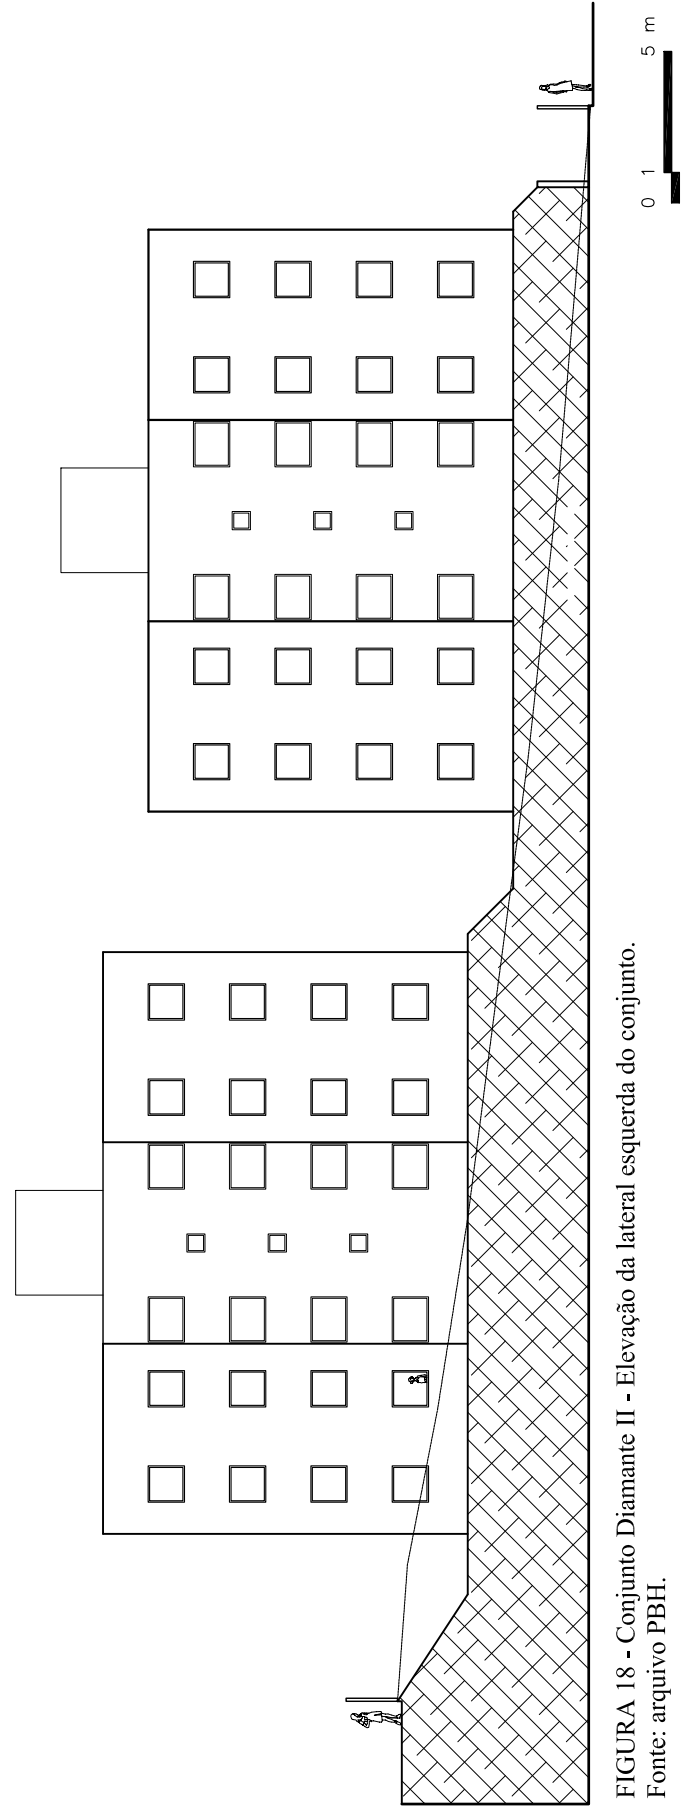 0 1 5 m
FIGURA 18 - Conjunto Diamante II - Elevação da lateral esquerda do conjunto.
Fonte: arquivo PBH.